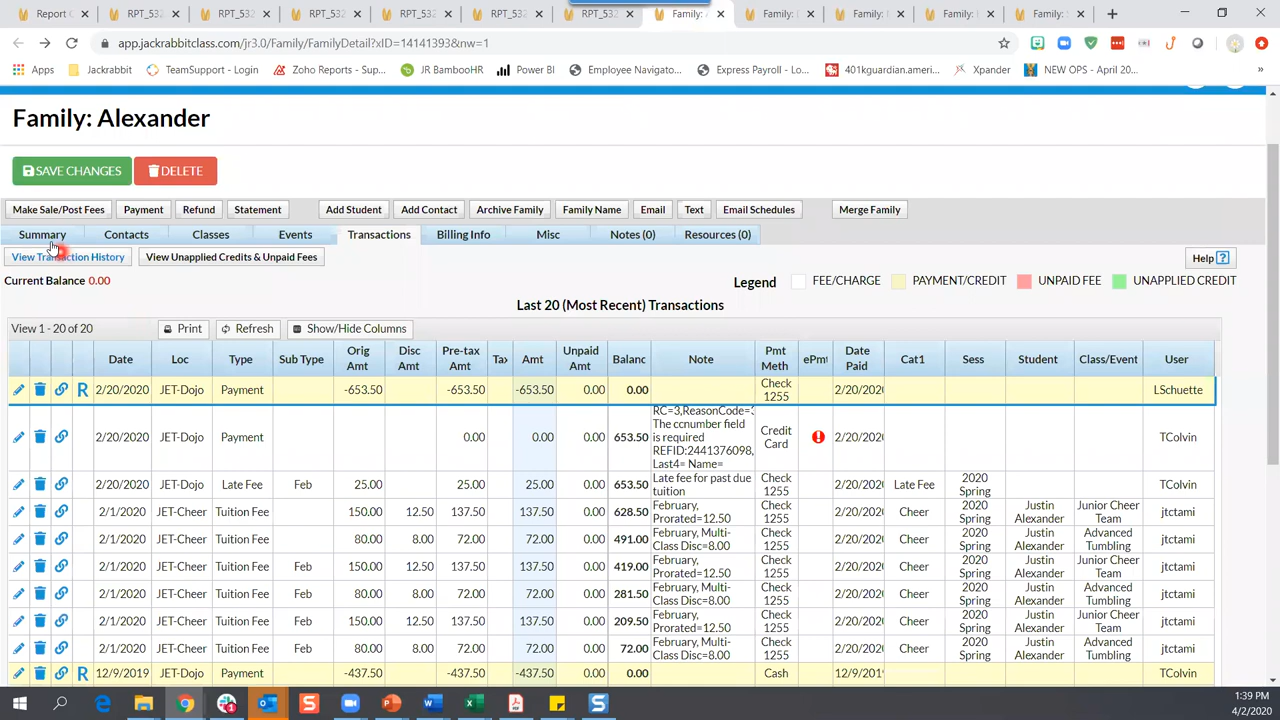 Report C
RPT_532
RPT_532
RPT_532
RPT_532
RPT_532
RPT_532
Family: A
Family: 
Family: 
Family: 
Family: 
app.jackrabbitclass.com/jr3.0/Family/FamilyDetail?xID=14141393&nw=1
Apps
Jackrabbit
TeamSupport - Login
Zoho Reports - Sup...
JR BambooHR
Power BI
Employee Navigato...
Express Payroll - Lo...
401kguardian.ameri...
Xpander
NEW OPS - April 20...
Family: Alexander
SAVE CHANGES
DELETE
Make Sale/Post Fees
Payment
Refund
Statement
Add Student
Add Contact
Archive Family
Family Name
Email
Text
Email Schedules
Merge Family
Summary
Contacts
Classes
Events
Transactions
Billing Info
Misc
Notes (0)
Resources (0)
View Transaction History
View Unapplied Credits & Unpaid Fees
Help
Current Balance 0.00
Legend
FEE/CHARGE
PAYMENT/CREDIT
UNPAID FEE
UNAPPLIED CREDIT
Last 20 (Most Recent) Transactions
View 1 - 20 of 20
Print
Refresh
Show/Hide Columns
Date Loc Type Sub Type Orig Amt Disc Amt Pre-tax Amt Tax Amt Unpaid Amt Balanc Note Pmt Meth ePmt Date Paid Cat1 Sess Student Class/Event User
R 2/20/2020 JET-Dojo Payment -653.50 -653.50 -653.50 0.00 0.00 Check 1255 2/20/2020 LSchuette
2/20/2020 JET-Dojo Payment 0.00 0.00 0.00 653.50 RC=3,ReasonCode=3 The ccnumber field is required REFID:2441376098, Last4= Name= Credit Card 2/20/2020 TColvin
2/20/2020 JET-Dojo Late Fee Feb 25.00 25.00 25.00 0.00 653.50 Late fee for past due tuition Check 1255 2/20/2020 Late Fee 2020 Spring TColvin
2/1/2020 JET-Cheer Tuition Fee 150.00 12.50 137.50 137.50 0.00 628.50 February, Prorated=12.50 Check 1255 2/20/2020 Cheer 2020 Spring Justin Alexander Junior Cheer Team jtctami
2/1/2020 JET-Cheer Tuition Fee 80.00 8.00 72.00 72.00 0.00 491.00 February, Multi-Class Disc=8.00 Check 1255 2/20/2020 Cheer 2020 Spring Justin Alexander Advanced Tumbling jtctami
2/1/2020 JET-Cheer Tuition Fee Feb 150.00 12.50 137.50 137.50 0.00 419.00 February, Prorated=12.50 Check 1255 2/20/2020 Cheer 2020 Spring Justin Alexander Junior Cheer Team jtctami
2/1/2020 JET-Cheer Tuition Fee Feb 80.00 8.00 72.00 72.00 0.00 281.50 February, Multi-Class Disc=8.00 Check 1255 2/20/2020 Cheer 2020 Spring Justin Alexander Advanced Tumbling jtctami
2/1/2020 JET-Cheer Tuition Fee Feb 150.00 12.50 137.50 137.50 0.00 209.50 February, Prorated=12.50 Check 1255 2/20/2020 Cheer 2020 Spring Justin Alexander Junior Cheer Team jtctami
2/1/2020 JET-Cheer Tuition Fee Feb 80.00 8.00 72.00 72.00 0.00 72.00 February, Multi-Class Disc=8.00 Check 1255 2/20/2020 Cheer 2020 Spring Justin Alexander Advanced Tumbling jtctami
R 12/9/2019 JET-Dojo Payment -437.50 -437.50 -437.50 0.00 0.00 Cash 12/9/201 TColvin
1:39 PM
4/2/2020